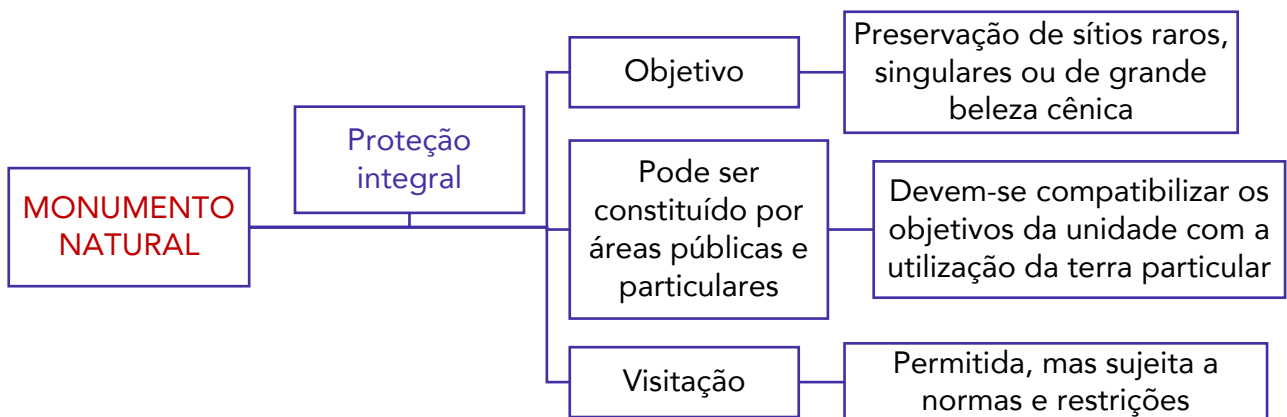 MONUMENTO
NATURAL
Proteção
integral
Objetivo
Preservação de sítios raros,
singulares ou de grande
beleza cênica
Pode ser
constituído por
áreas públicas e
particulares
Devem-se compatibilizar os
objetivos da unidade com a
utilização da terra particular
Visitação
Permitida, mas sujeita a
normas e restrições